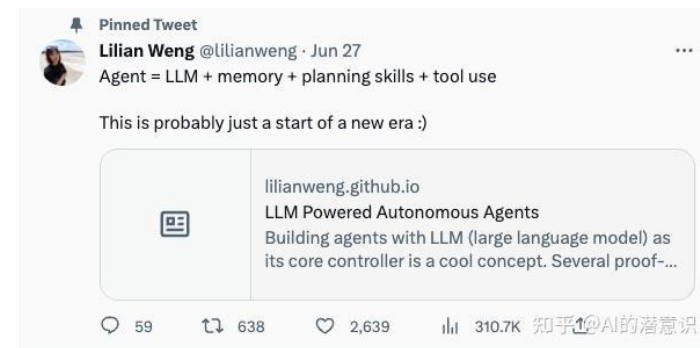 Pinned Tweet
Lilian Weng @lilianweng · Jun 27
Agent = LLM + memory + planning skills + tool use
This is probably just a start of a new era :)
lilianweng.github.io
LLM Powered Autonomous Agents
Building agents with LLM (large language model) as
its core controller is a cool concept. Several proof-...
59 638 2,639 310.7K 知乎 @AI的潜意识